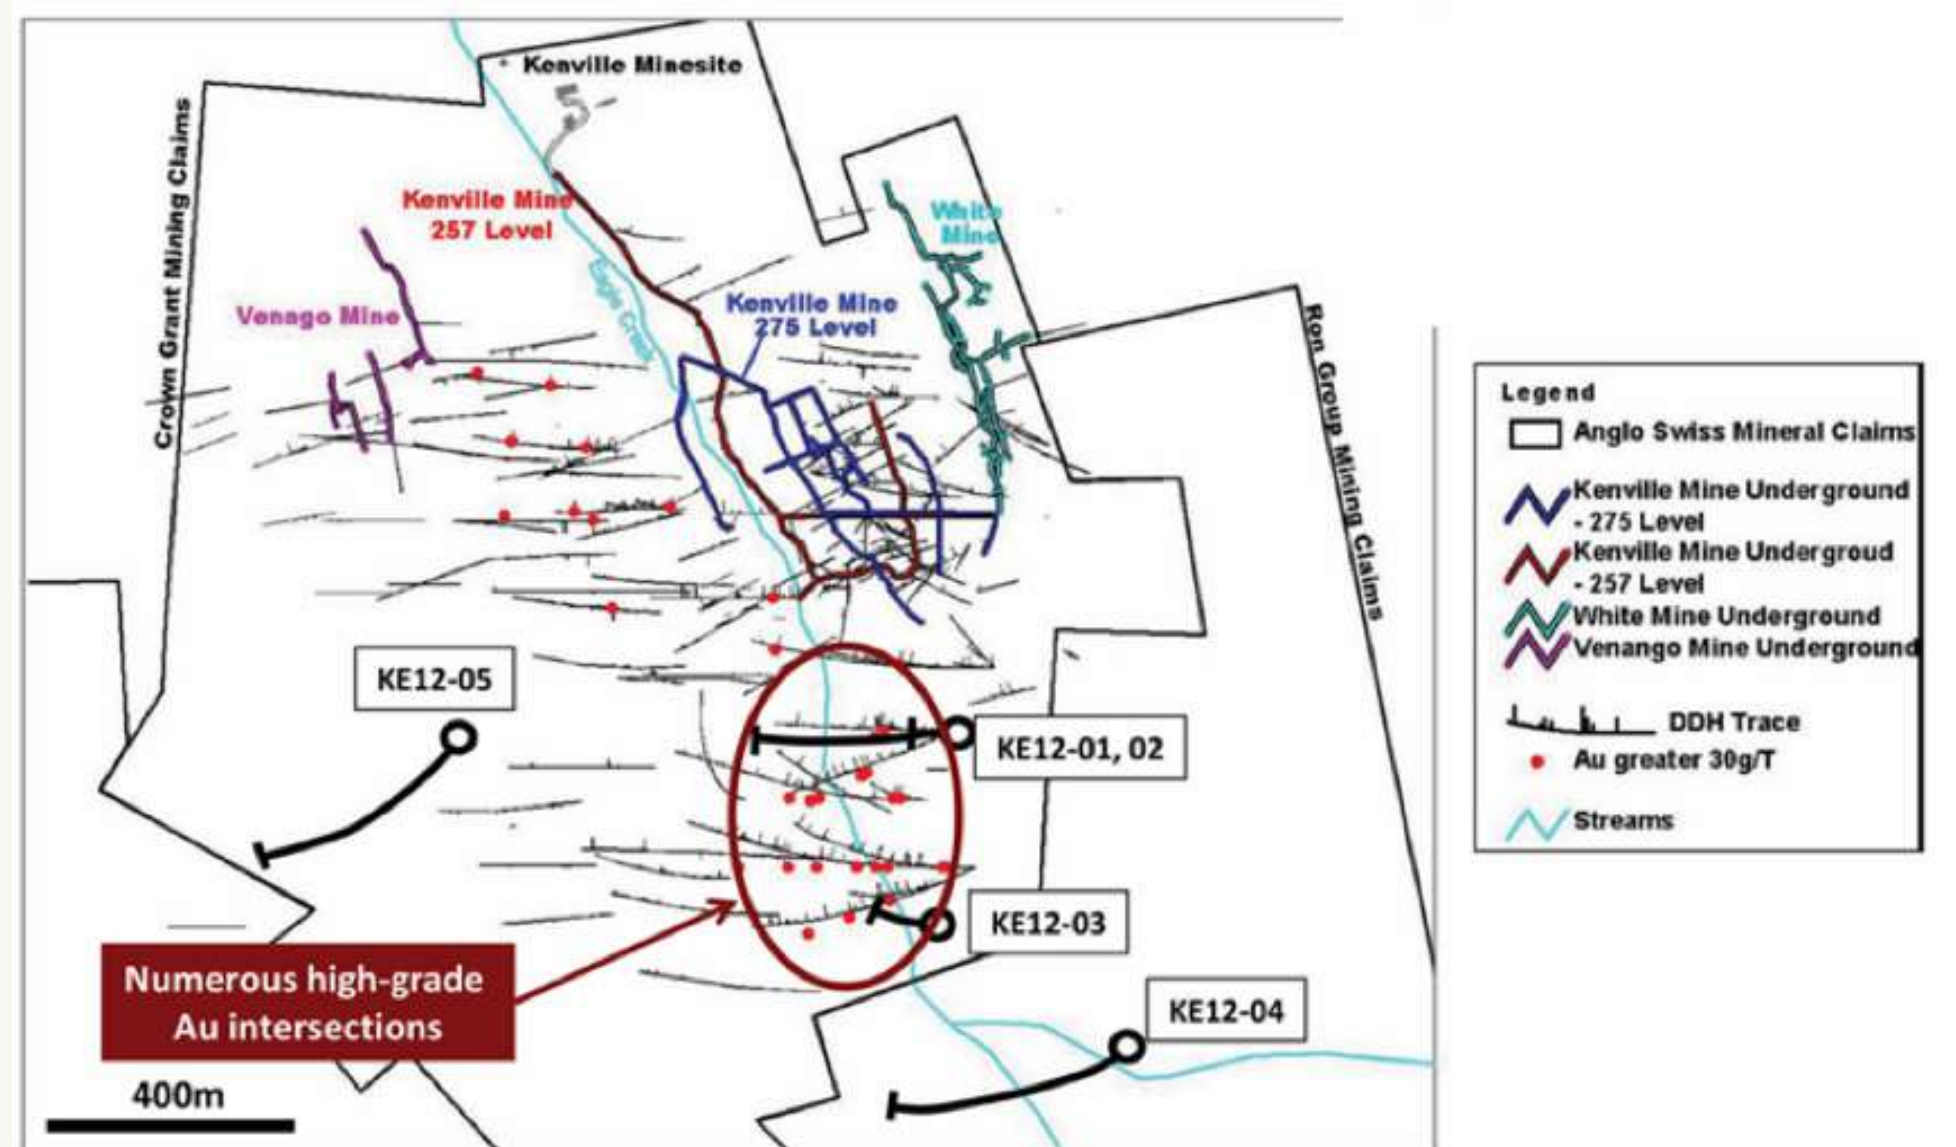 Kenville Minesite
Crown Grant Mining Claims
Kenville Mine
257 Level
White
Mine
Eagle Creek
Venago Mine
Kenville Mine
275 Level
Ron Group Mining Claims
KE12-05
KE12-01, 02
KE12-03
KE12-04
Numerous high-grade
Au intersections
400m
Legend
Anglo Swiss Mineral Claims
Kenville Mine Underground
- 275 Level
Kenville Mine Undergroud
- 257 Level
White Mine Underground
Venango Mine Underground
DDH Trace
Au greater 30g/T
Streams